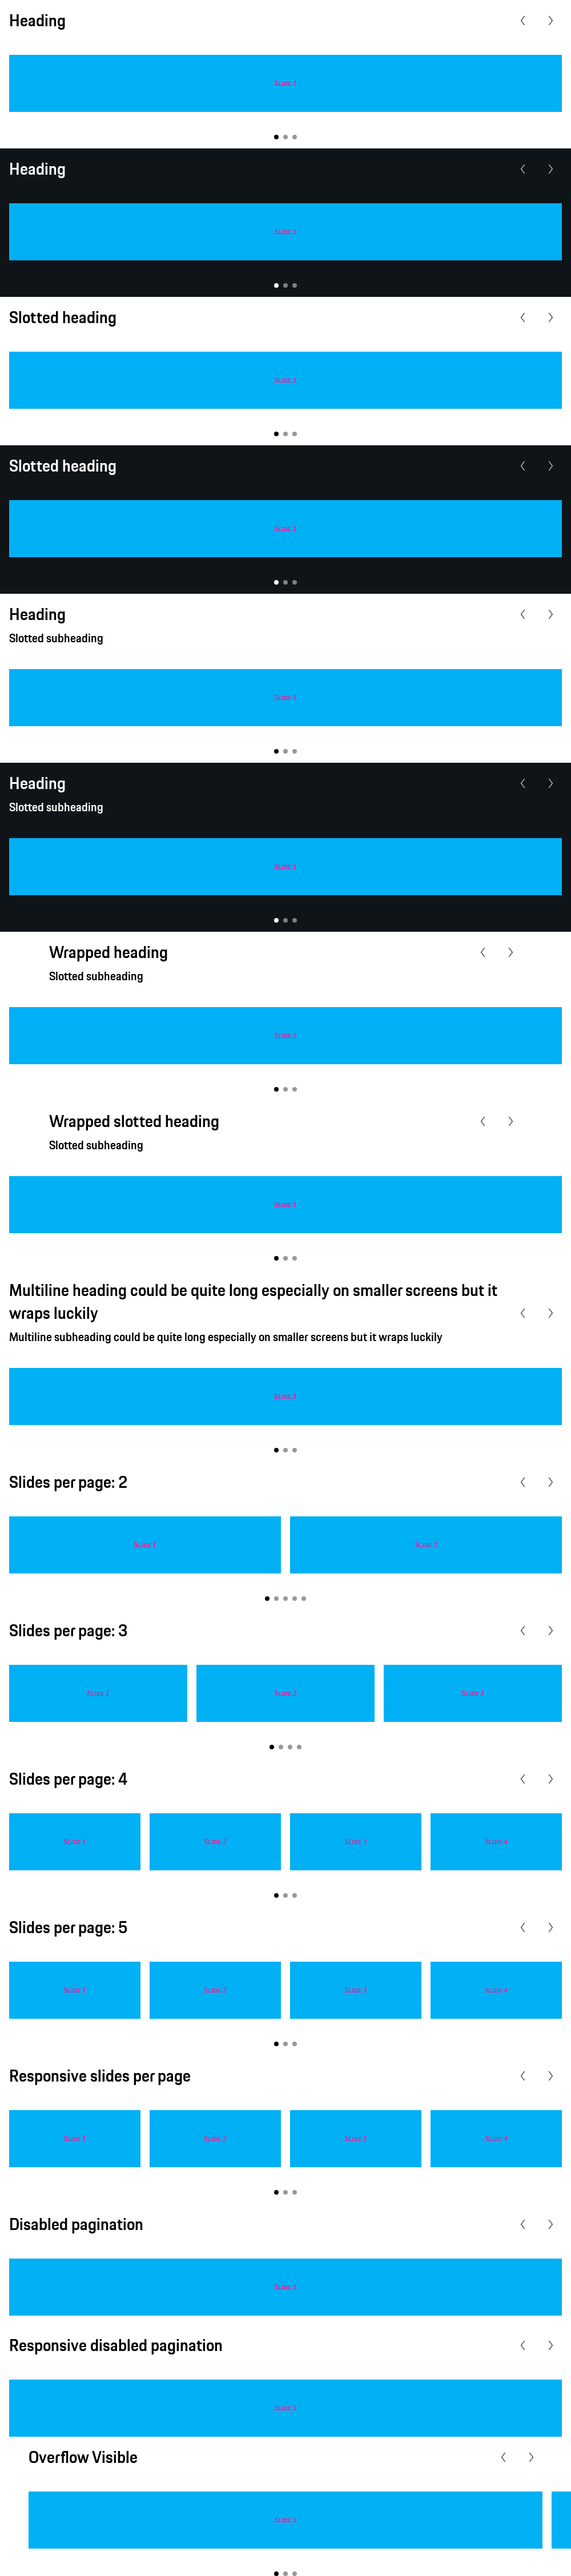 Heading
Slide 1
Heading
Slide 1
Slotted heading
Slide 1
Slotted heading
Slide 1
Heading
Slotted subheading
Slide 1
Heading
Slotted subheading
Slide 1
Wrapped heading
Slotted subheading
Slide 1
Wrapped slotted heading
Slotted subheading
Slide 1
Multiline heading could be quite long especially on smaller screens but it
wraps luckily
Multiline subheading could be quite long especially on smaller screens but it wraps luckily
Slide 1
Slides per page: 2
Slide 1 Slide 2
Slides per page: 3
Slide 1 Slide 2 Slide 3
Slides per page: 4
Slide 1 Slide 2 Slide 3 Slide 4
Slides per page: 5
Slide 1 Slide 2 Slide 3 Slide 4
Responsive slides per page
Slide 1 Slide 2 Slide 3 Slide 4
Disabled pagination
Slide 1
Responsive disabled pagination
Slide 1
Overflow Visible
Slide 1